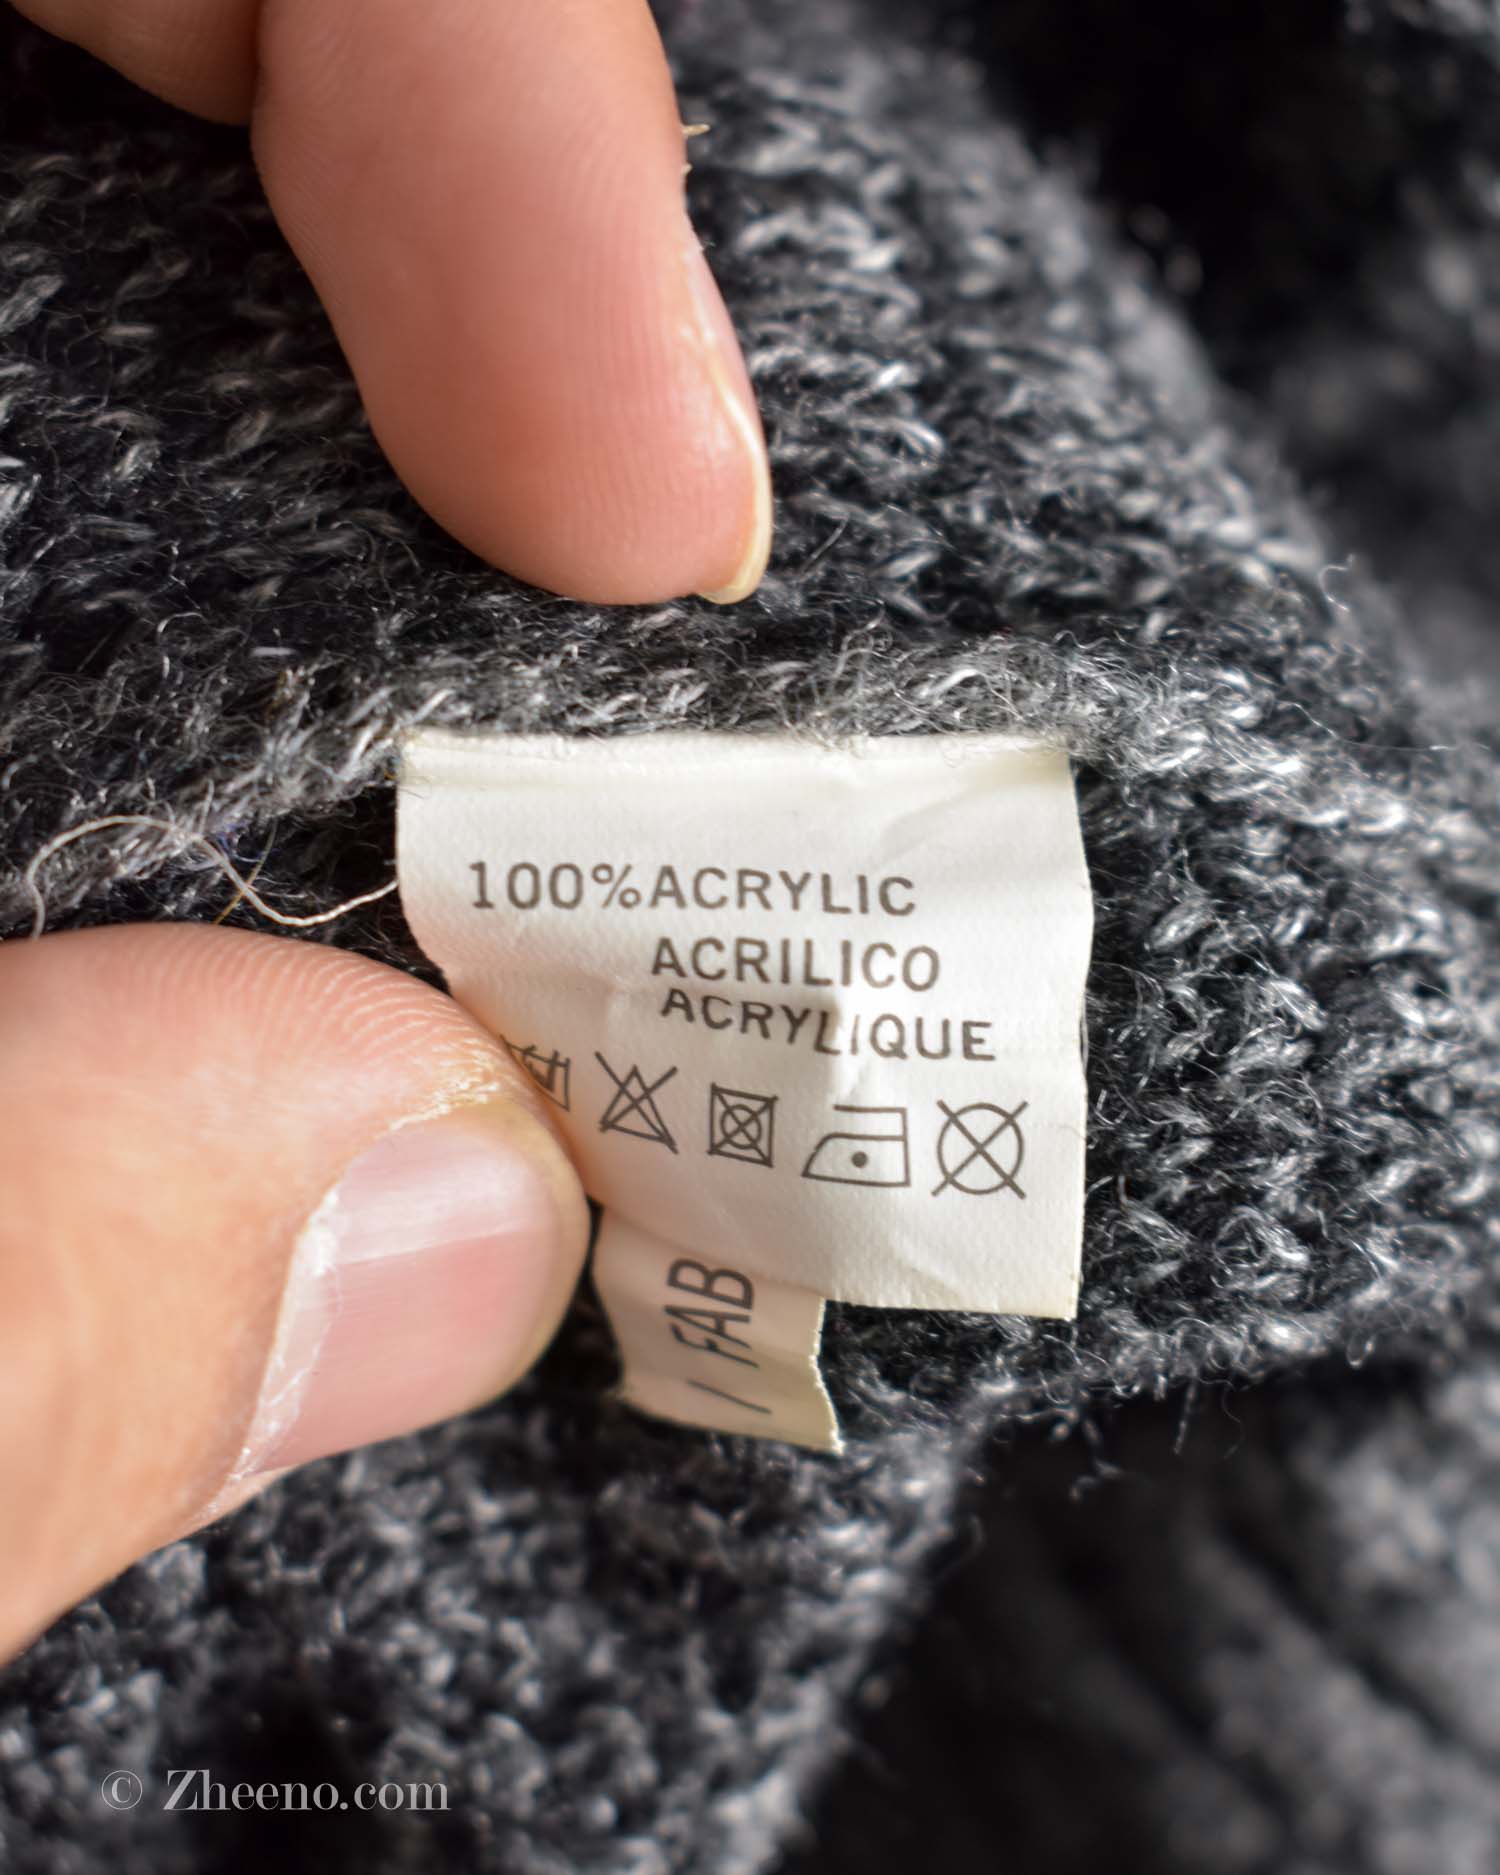 100%ACRYLIC
ACRILICO
ACRYLIQUE
/ FAB
© Zheeno.com